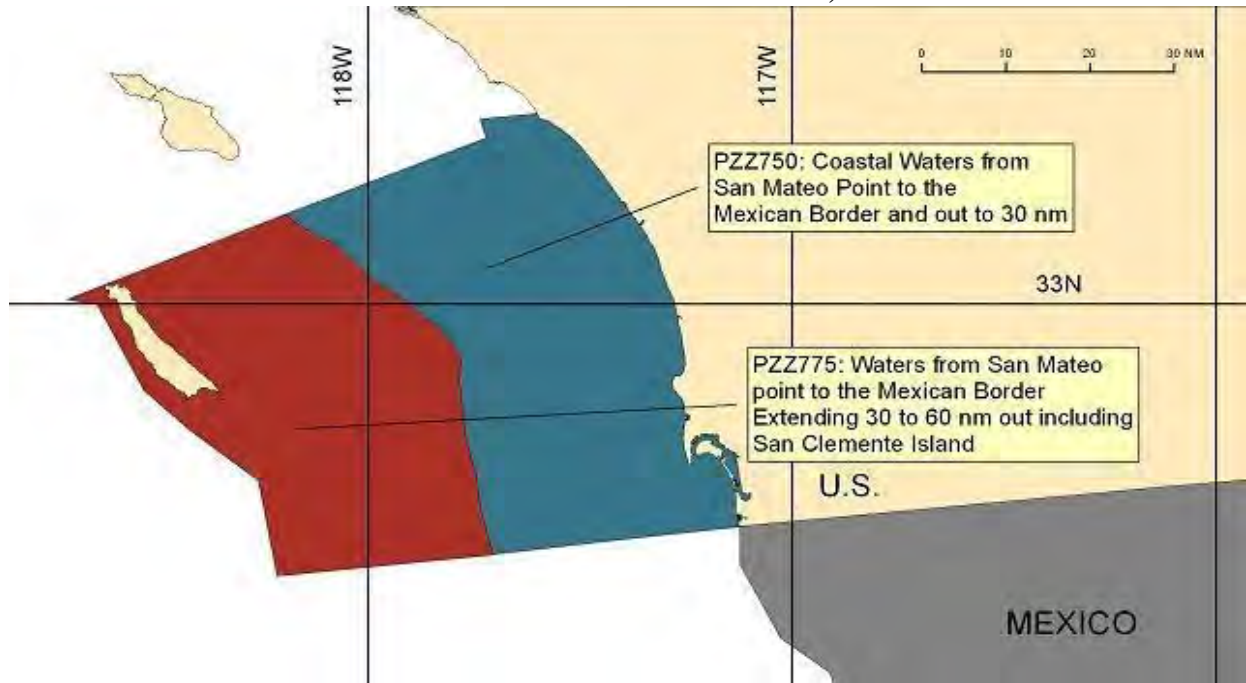 118W
117W
0 10 20 30 NM
PZZ750: Coastal Waters from
San Mateo Point to the
Mexican Border and out to 30 nm
33N
PZZ775: Waters from San Mateo
point to the Mexican Border
Extending 30 to 60 nm out including
San Clemente Island
U.S.
MEXICO